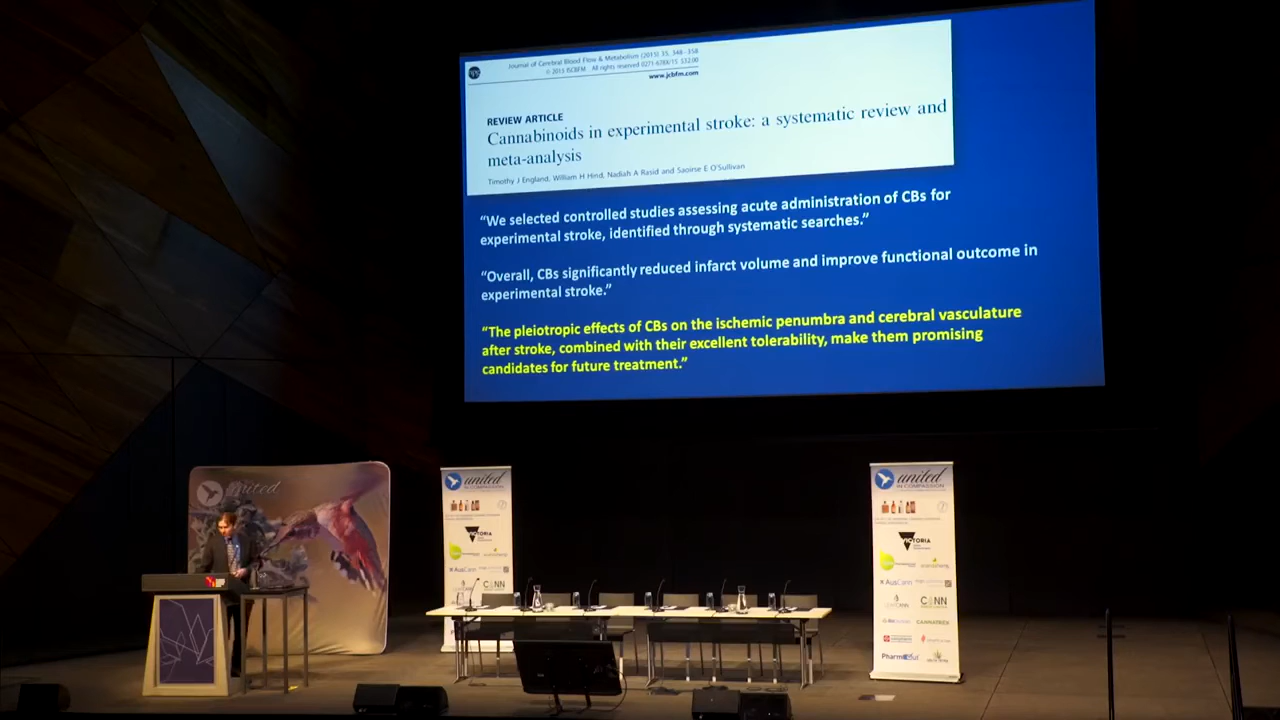 Journal of Cerebral Blood Flow & Metabolism (2015) 35, 348–358
© 2015 ISCBFM All rights reserved 0271-678X/15 $32.00
www.jcbfm.com
REVIEW ARTICLE
Cannabinoids in experimental stroke: a systematic review and
meta-analysis
Timothy J England, William H Hind, Nadiah A Rasid and Saoirse E O'Sullivan
“We selected controlled studies assessing acute administration of CBs for
experimental stroke, identified through systematic searches.”
“Overall, CBs significantly reduced infarct volume and improve functional outcome in
experimental stroke.”
“The pleiotropic effects of CBs on the ischemic penumbra and cerebral vasculature
after stroke, combined with their excellent tolerability, make them promising
candidates for future treatment.”
united
united
IN COMPASSION
VICTORIA
AusCann
CANN
united
IN COMPASSION
VICTORIA
AusCann
CANN
CANNATREK